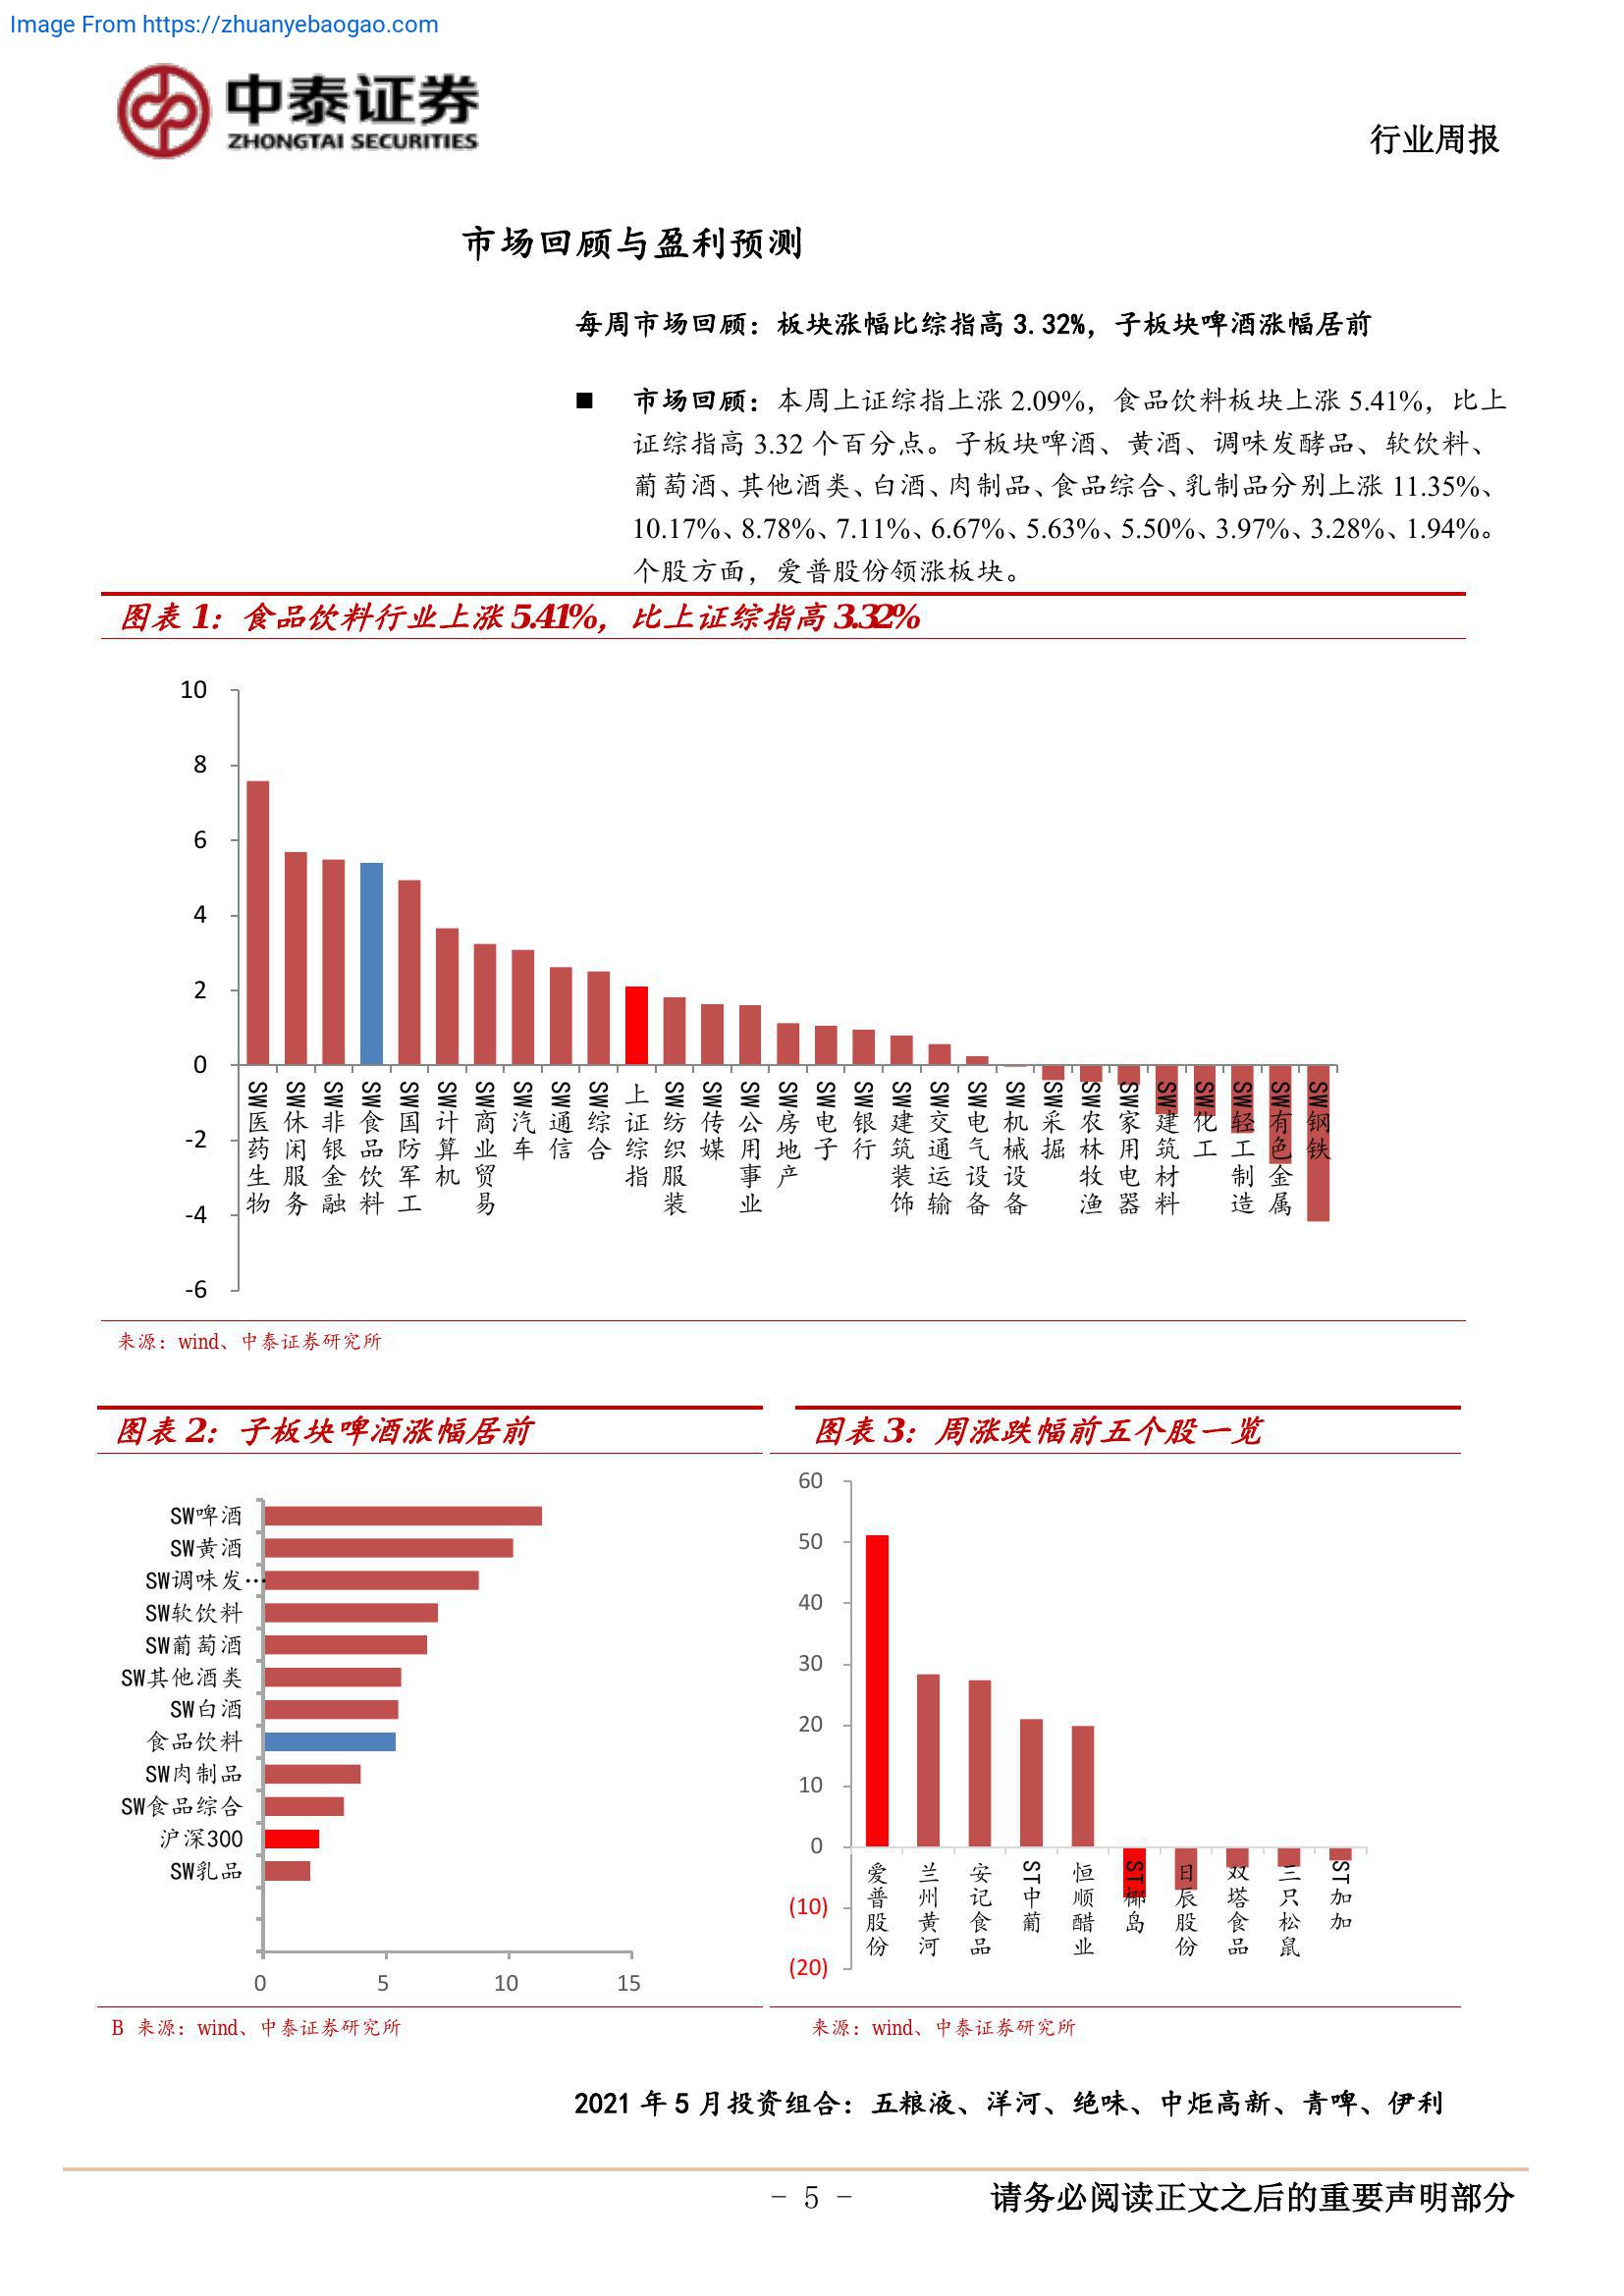 Image From https://zhuanyebaogao.com
中泰证券
ZHONGTAI SECURITIES
行业周报
市场回顾与盈利预测
每周市场回顾：板块涨幅比综指高 3.32%，子板块啤酒涨幅居前
■ 市场回顾：本周上证综指上涨 2.09%，食品饮料板块上涨 5.41%，比上
证综指高 3.32 个百分点。子板块啤酒、黄酒、调味发酵品、软饮料、
葡萄酒、其他酒类、白酒、肉制品、食品综合、乳制品分别上涨 11.35%、
10.17%、8.78%、7.11%、6.67%、5.63%、5.50%、3.97%、3.28%、1.94%。
个股方面，爱普股份领涨板块。
图表 1：食品饮料行业上涨 5.41%，比上证综指高 3.32%
10
8
6
4
2
0
-2
-4
-6
SW医药生物
SW休闲服务
SW非银金融
SW食品饮料
SW国防军工
SW计算机
SW商业贸易
SW汽车
SW通信
SW综合
上证综指
SW纺织服装
SW传媒
SW公用事业
SW房地产
SW电子
SW银行
SW建筑装饰
SW交通运输
SW电气设备
SW机械设备
SW采掘
SW农林牧渔
SW家用电器
SW建筑材料
SW化工
SW轻工制造
SW有色金属
SW钢铁
来源：wind、中泰证券研究所
图表 2：子板块啤酒涨幅居前
SW啤酒
SW黄酒
SW调味发…
SW软饮料
SW葡萄酒
SW其他酒类
SW白酒
食品饮料
SW肉制品
SW食品综合
沪深300
SW乳品
0 5 10 15
B 来源：wind、中泰证券研究所
图表 3：周涨跌幅前五个股一览
60
50
40
30
20
10
0
(10)
(20)
爱普股份
兰州黄河
安记食品
ST中葡
恒顺醋业
ST椰岛
日辰股份
双塔食品
三只松鼠
ST加加
来源：wind、中泰证券研究所
2021 年 5 月投资组合：五粮液、洋河、绝味、中炬高新、青啤、伊利
- 5 -
请务必阅读正文之后的重要声明部分